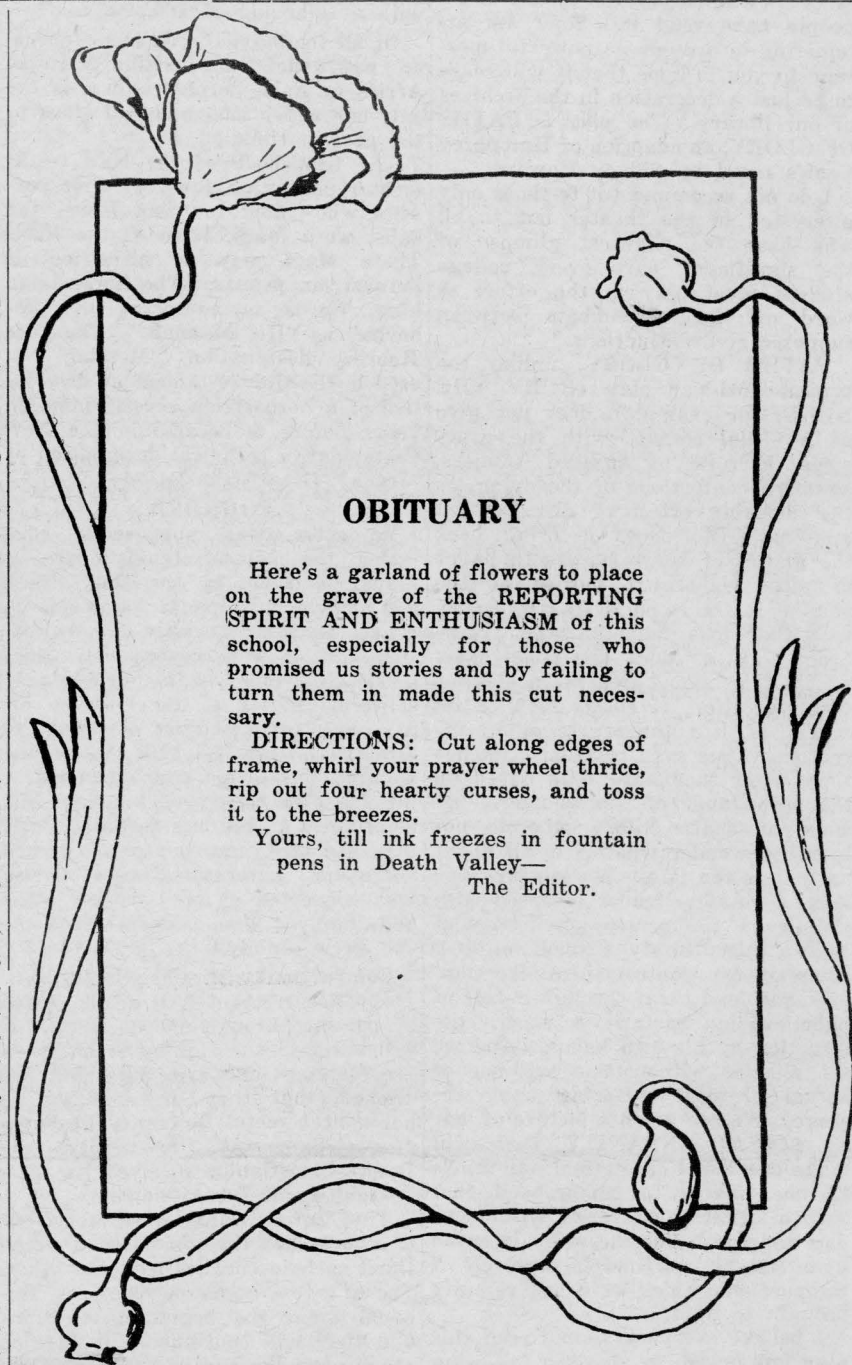 OBITUARY
Here's a garland of flowers to place
on the grave of the REPORTING
SPIRIT AND ENTHUSIASM of this
school, especially for those who
promised us stories and by failing to
turn them in made this cut neces-
sary.
DIRECTIONS: Cut along edges of
frame, whirl your prayer wheel thrice,
rip out four hearty curses, and toss
it to the breezes.
Yours, till ink freezes in fountain
pens in Death Valley—
The Editor.